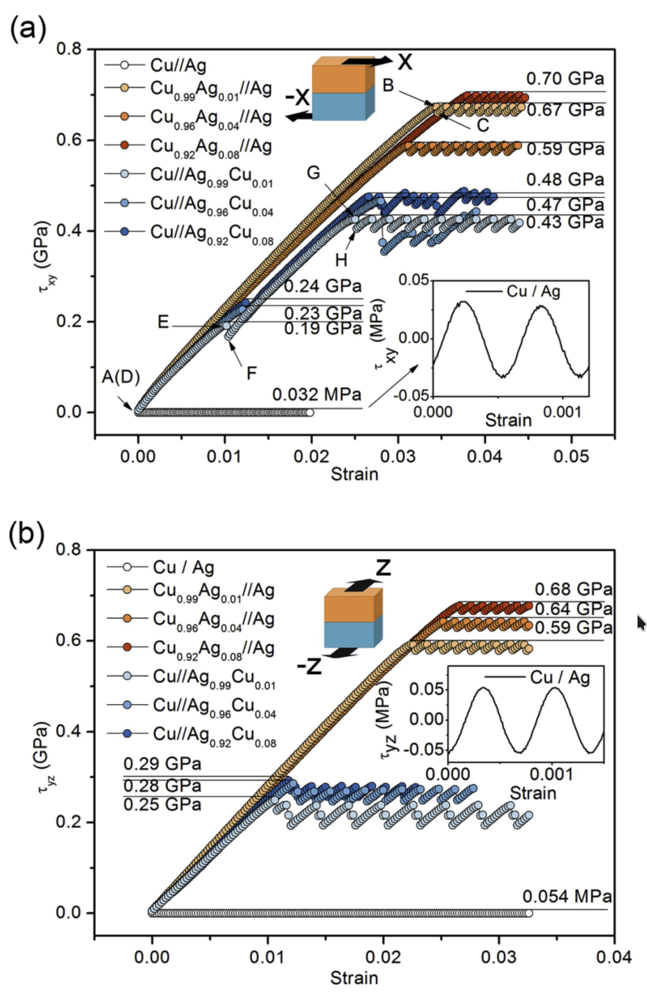 (a)
0.8
0.6
0.4
0.2
0.0
τxy (GPa)
Cu//Ag
Cu0.99Ag0.01//Ag
Cu0.96Ag0.04//Ag
Cu0.92Ag0.08//Ag
Cu//Ag0.99Cu0.01
Cu//Ag0.96Cu0.04
Cu//Ag0.92Cu0.08
X
-X
B
C
G
H
E
F
A(D)
0.70 GPa
0.67 GPa
0.59 GPa
0.48 GPa
0.47 GPa
0.43 GPa
0.24 GPa
0.23 GPa
0.19 GPa
0.032 MPa
0.05
0.00
-0.05
τxy (MPa)
Cu / Ag
0.000 0.001
Strain
0.00 0.01 0.02 0.03 0.04 0.05
Strain
(b)
0.8
0.6
0.4
0.2
0.0
τyz (GPa)
Cu / Ag
Cu0.99Ag0.01//Ag
Cu0.96Ag0.04//Ag
Cu0.92Ag0.08//Ag
Cu//Ag0.99Cu0.01
Cu//Ag0.96Cu0.04
Cu//Ag0.92Cu0.08
Z
-Z
0.68 GPa
0.64 GPa
0.59 GPa
0.29 GPa
0.28 GPa
0.25 GPa
0.054 MPa
0.05
0.00
-0.05
τyz (MPa)
Cu / Ag
0.000 0.001
Strain
0.00 0.01 0.02 0.03 0.04
Strain